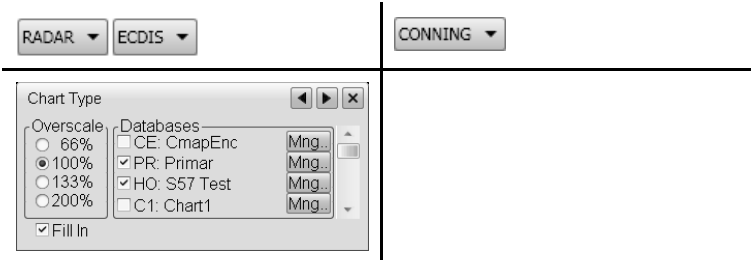 RADAR ECDIS CONNING
Chart Type
Overscale Databases
66% CE: CmapEnc Mng..
100% PR: Primar Mng..
133% HO: S57 Test Mng..
200% C1: Chart1 Mng..
Fill In